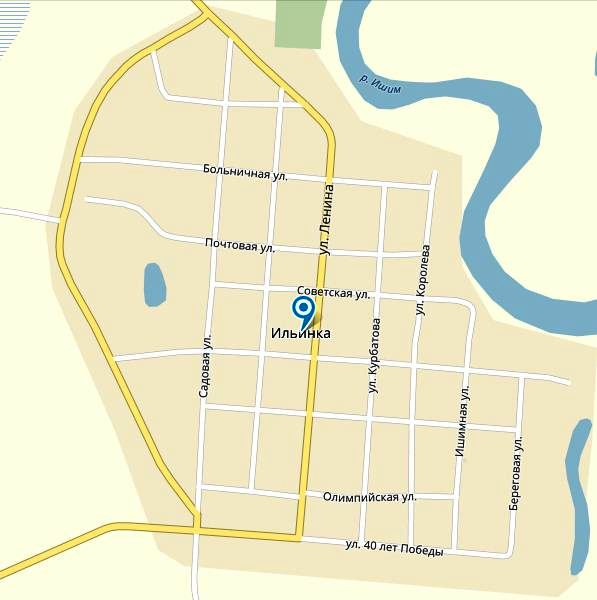 р. Ишим
Больничная ул.
ул. Ленина
Почтовая ул.
ул. Королева
Советская ул.
Ильинка
ул. Курбатова
Садовая ул.
Ишимная ул.
Береговая ул.
Олимпийская ул.
ул. 40 лет Победы